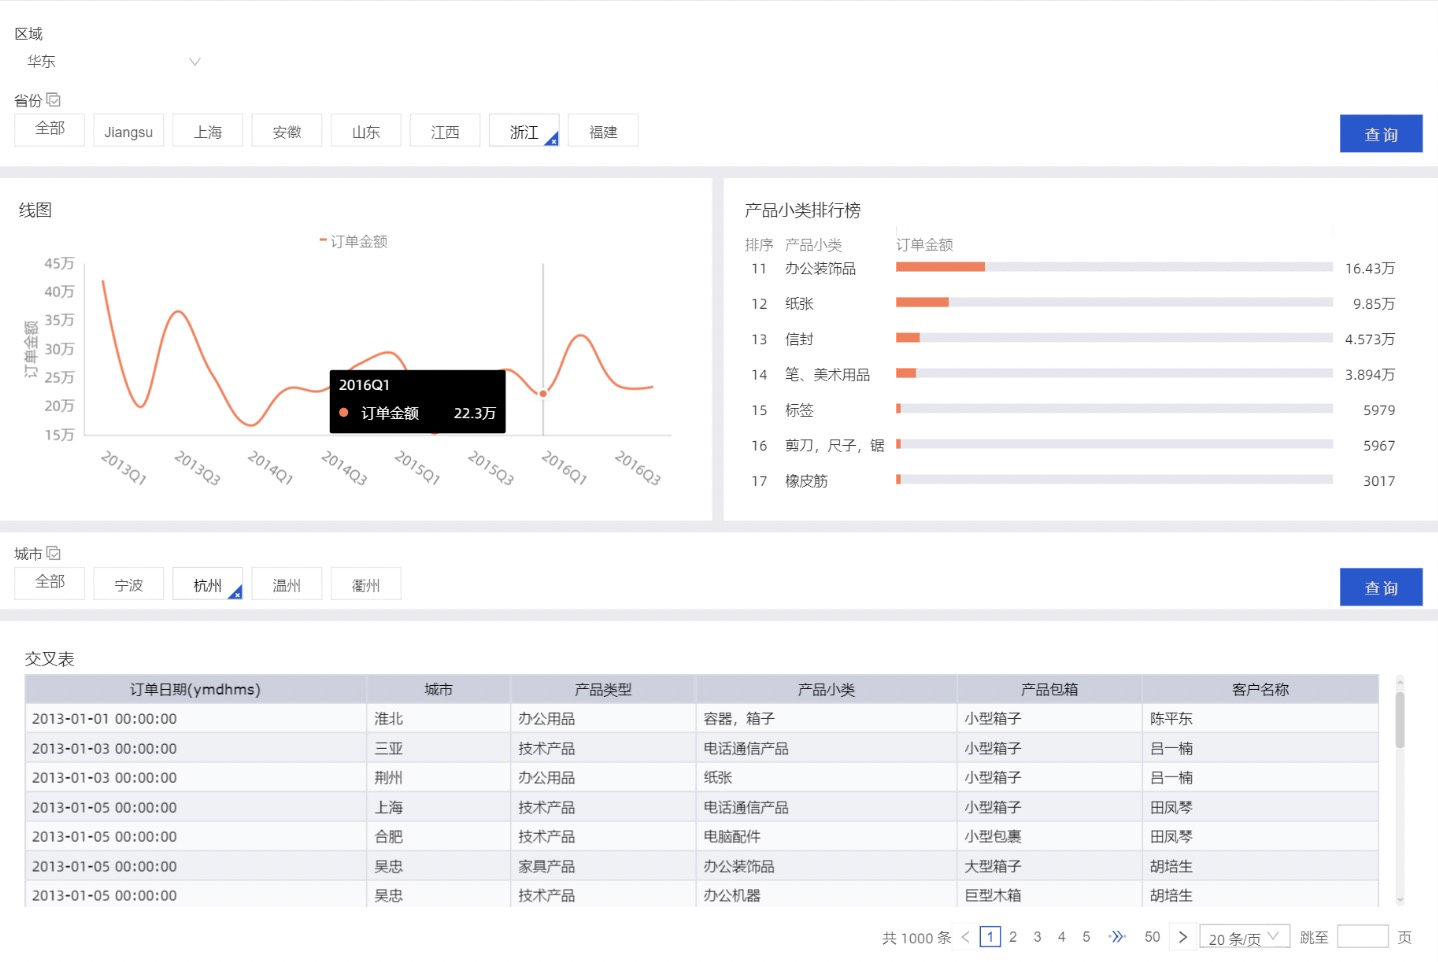 区域
华东
省份
全部 Jiangsu 上海 安徽 山东 江西 浙江 福建
查询
线图
订单金额
45万
40万
35万
30万
25万
20万
15万
订单金额
2016Q1
订单金额 22.3万
2013Q1 2013Q3 2014Q1 2014Q3 2015Q1 2015Q3 2016Q1 2016Q3
产品小类排行榜
排序 产品小类 订单金额
11 办公装饰品 16.43万
12 纸张 9.85万
13 信封 4.573万
14 笔、美术用品 3.894万
15 标签 5979
16 剪刀，尺子，锯 5967
17 橡皮筋 3017
城市
全部 宁波 杭州 温州 衢州
查询
交叉表
订单日期(ymdhms) 城市 产品类型 产品小类 产品包箱 客户名称
2013-01-01 00:00:00 淮北 办公用品 容器，箱子 小型箱子 陈平东
2013-01-03 00:00:00 三亚 技术产品 电话通信产品 小型箱子 吕一楠
2013-01-03 00:00:00 荆州 办公用品 纸张 小型箱子 吕一楠
2013-01-05 00:00:00 上海 技术产品 电话通信产品 小型箱子 田凤琴
2013-01-05 00:00:00 合肥 技术产品 电脑配件 小型包裹 田凤琴
2013-01-05 00:00:00 吴忠 家具产品 办公装饰品 大型箱子 胡培生
2013-01-05 00:00:00 吴忠 技术产品 办公机器 巨型木箱 胡培生
共 1000 条 1 2 3 4 5 50 20 条/页 跳至 页